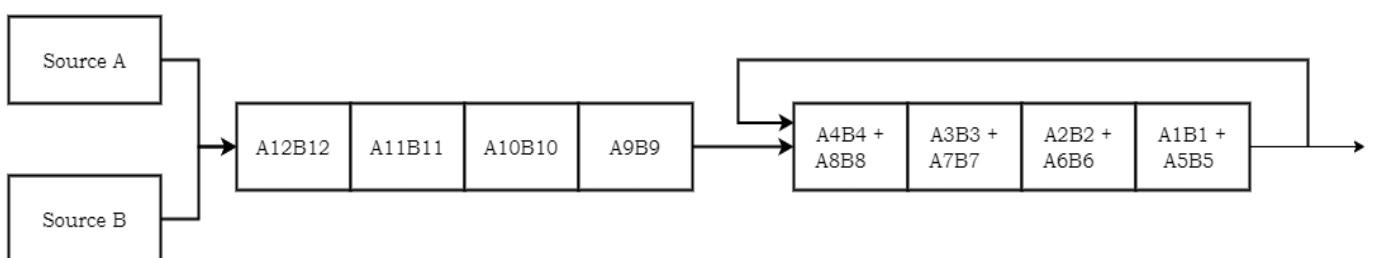 Source A
Source B
A12B12
A11B11
A10B10
A9B9
A4B4 +
A8B8
A3B3 +
A7B7
A2B2 +
A6B6
A1B1 +
A5B5